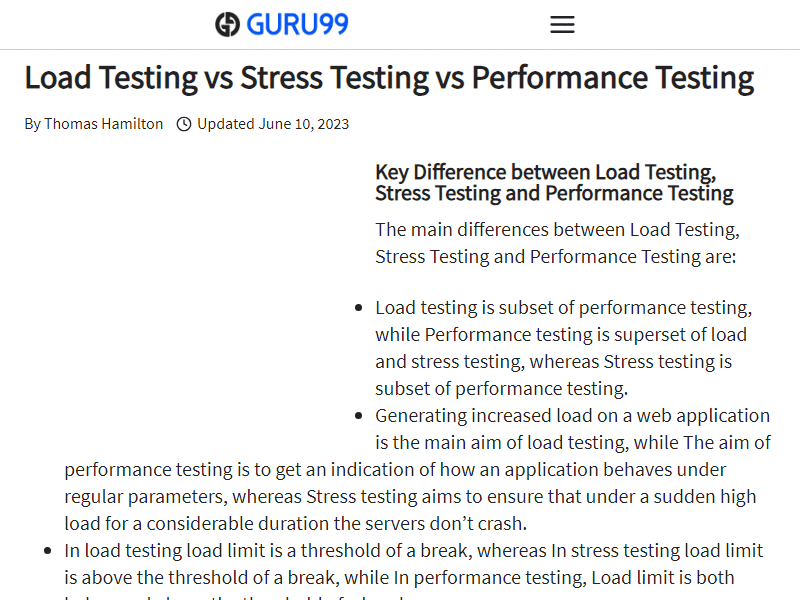 GURU99
Load Testing vs Stress Testing vs Performance Testing
By Thomas Hamilton Updated June 10, 2023
Key Difference between Load Testing,
Stress Testing and Performance Testing
The main differences between Load Testing,
Stress Testing and Performance Testing are:
Load testing is subset of performance testing,
while Performance testing is superset of load
and stress testing, whereas Stress testing is
subset of performance testing.
Generating increased load on a web application
is the main aim of load testing, while The aim of
performance testing is to get an indication of how an application behaves under
regular parameters, whereas Stress testing aims to ensure that under a sudden high
load for a considerable duration the servers don’t crash.
In load testing load limit is a threshold of a break, whereas In stress testing load limit
is above the threshold of a break, while In performance testing, Load limit is both